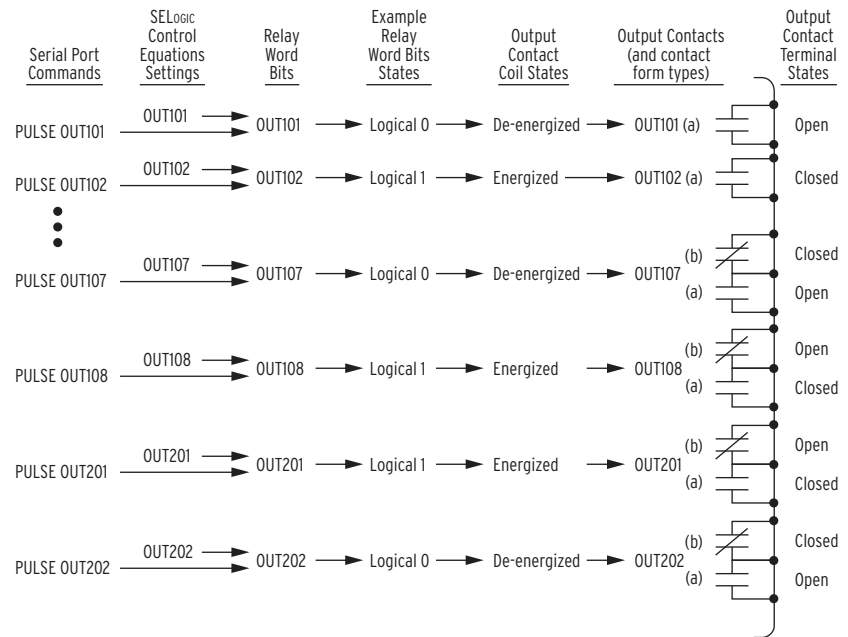 Serial Port
Commands
SELOGIC
Control
Equations
Settings
Relay
Word
Bits
Example
Relay
Word Bits
States
Output
Contact
Coil States
Output Contacts
(and contact
form types)
Output
Contact
Terminal
States
PULSE OUT101
OUT101
OUT101
Logical 0
De-energized
OUT101 (a)
Open
PULSE OUT102
OUT102
OUT102
Logical 1
Energized
OUT102 (a)
Closed
PULSE OUT107
OUT107
OUT107
Logical 0
De-energized
OUT107
(b)
Closed
(a)
Open
PULSE OUT108
OUT108
OUT108
Logical 1
Energized
OUT108
(b)
Open
(a)
Closed
PULSE OUT201
OUT201
OUT201
Logical 1
Energized
OUT201
(b)
Open
(a)
Closed
PULSE OUT202
OUT202
OUT202
Logical 0
De-energized
OUT202
(b)
Closed
(a)
Open